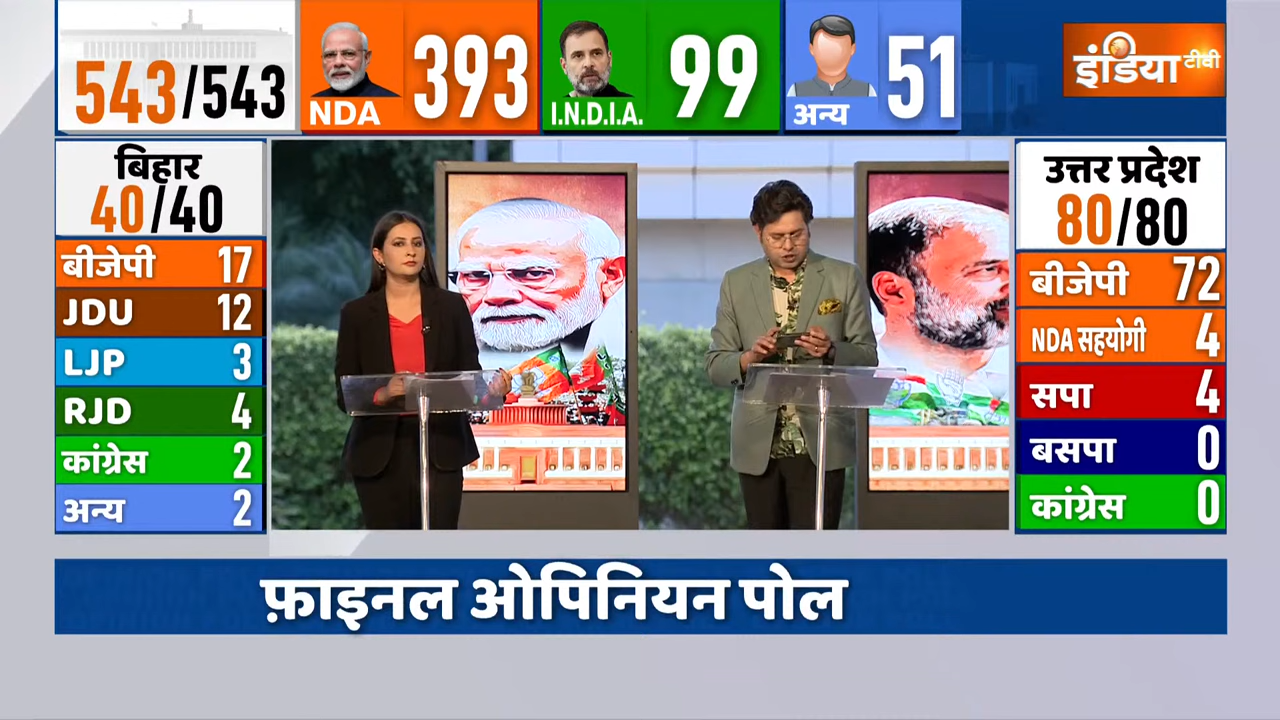 543/543
NDA 393
I.N.D.I.A. 99
अन्य 51
इंडिया टीवी
बिहार
40/40
बीजेपी 17
JDU 12
LJP 3
RJD 4
कांग्रेस 2
अन्य 2
उत्तर प्रदेश
80/80
बीजेपी 72
NDA सहयोगी 4
सपा 4
बसपा 0
कांग्रेस 0
फ़ाइनल ओपिनियन पोल